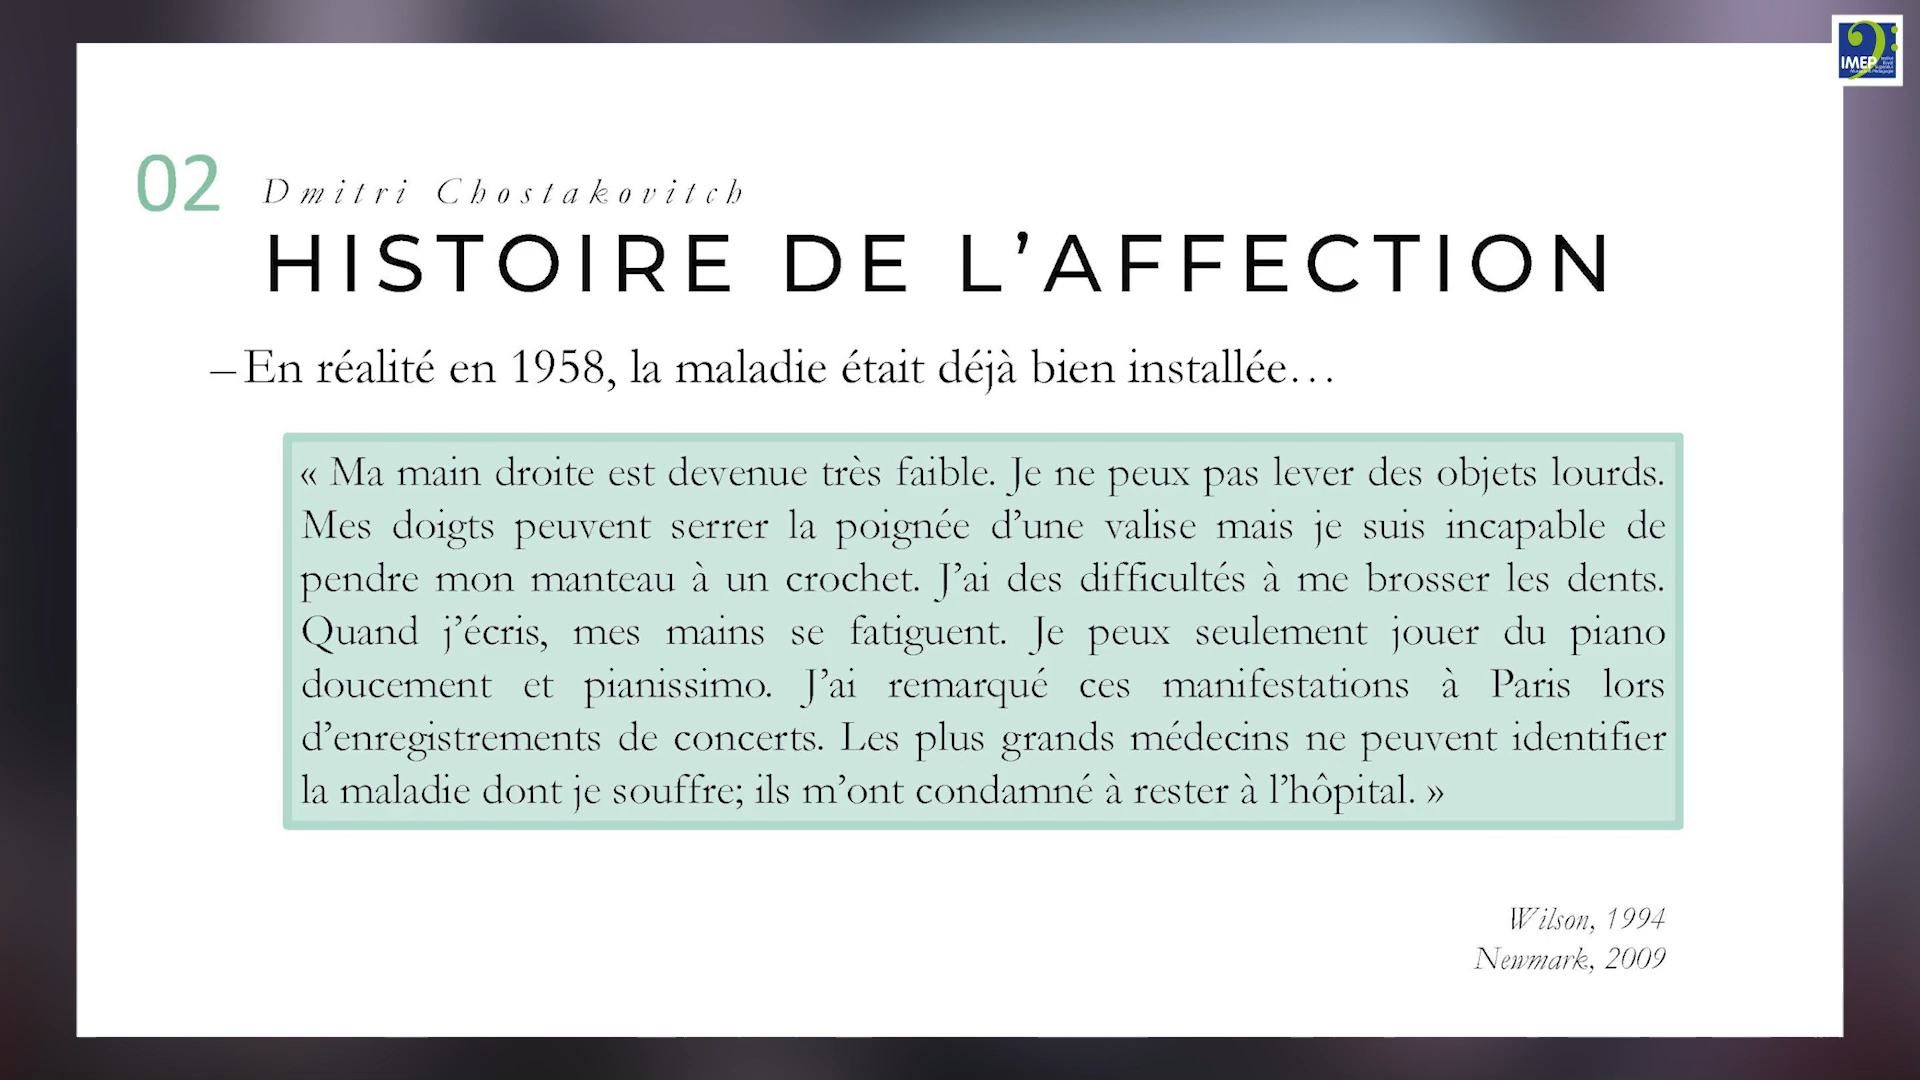 IMEP
02
Dmitri Chostakovitch
HISTOIRE DE L’AFFECTION
– En réalité en 1958, la maladie était déjà bien installée…
« Ma main droite est devenue très faible. Je ne peux pas lever des objets lourds.
Mes doigts peuvent serrer la poignée d’une valise mais je suis incapable de
pendre mon manteau à un crochet. J’ai des difficultés à me brosser les dents.
Quand j’écris, mes mains se fatiguent. Je peux seulement jouer du piano
doucement et pianissimo. J’ai remarqué ces manifestations à Paris lors
d’enregistrements de concerts. Les plus grands médecins ne peuvent identifier
la maladie dont je souffre; ils m’ont condamné à rester à l’hôpital. »
Wilson, 1994
Newmark, 2009